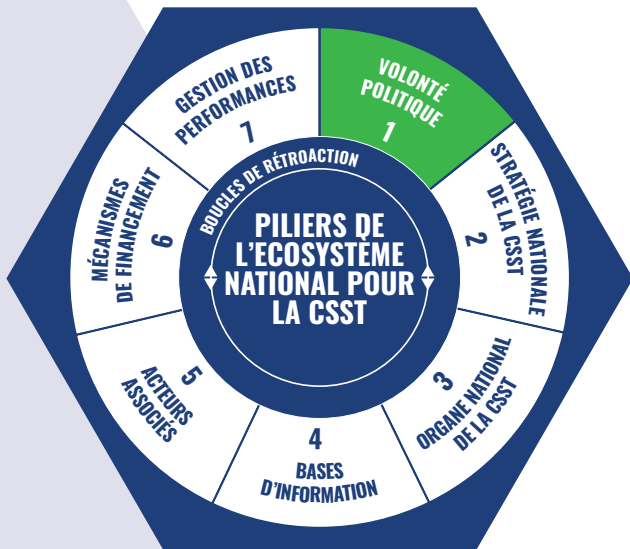 PILIERS DE
L'ECOSYSTÈME
NATIONAL POUR
LA CSST
BOUCLES DE RÉTROACTION
VOLONTÉ
POLITIQUE
1
STRATÉGIE NATIONALE
DE LA CSST
2
3
ORGANE NATIONAL
DE LA CSST
4
BASES
D'INFORMATION
5
ACTEURS
ASSOCIÉS
MÉCANISMES
DE FINANCEMENT
6
GESTION DES
PERFORMANCES
7